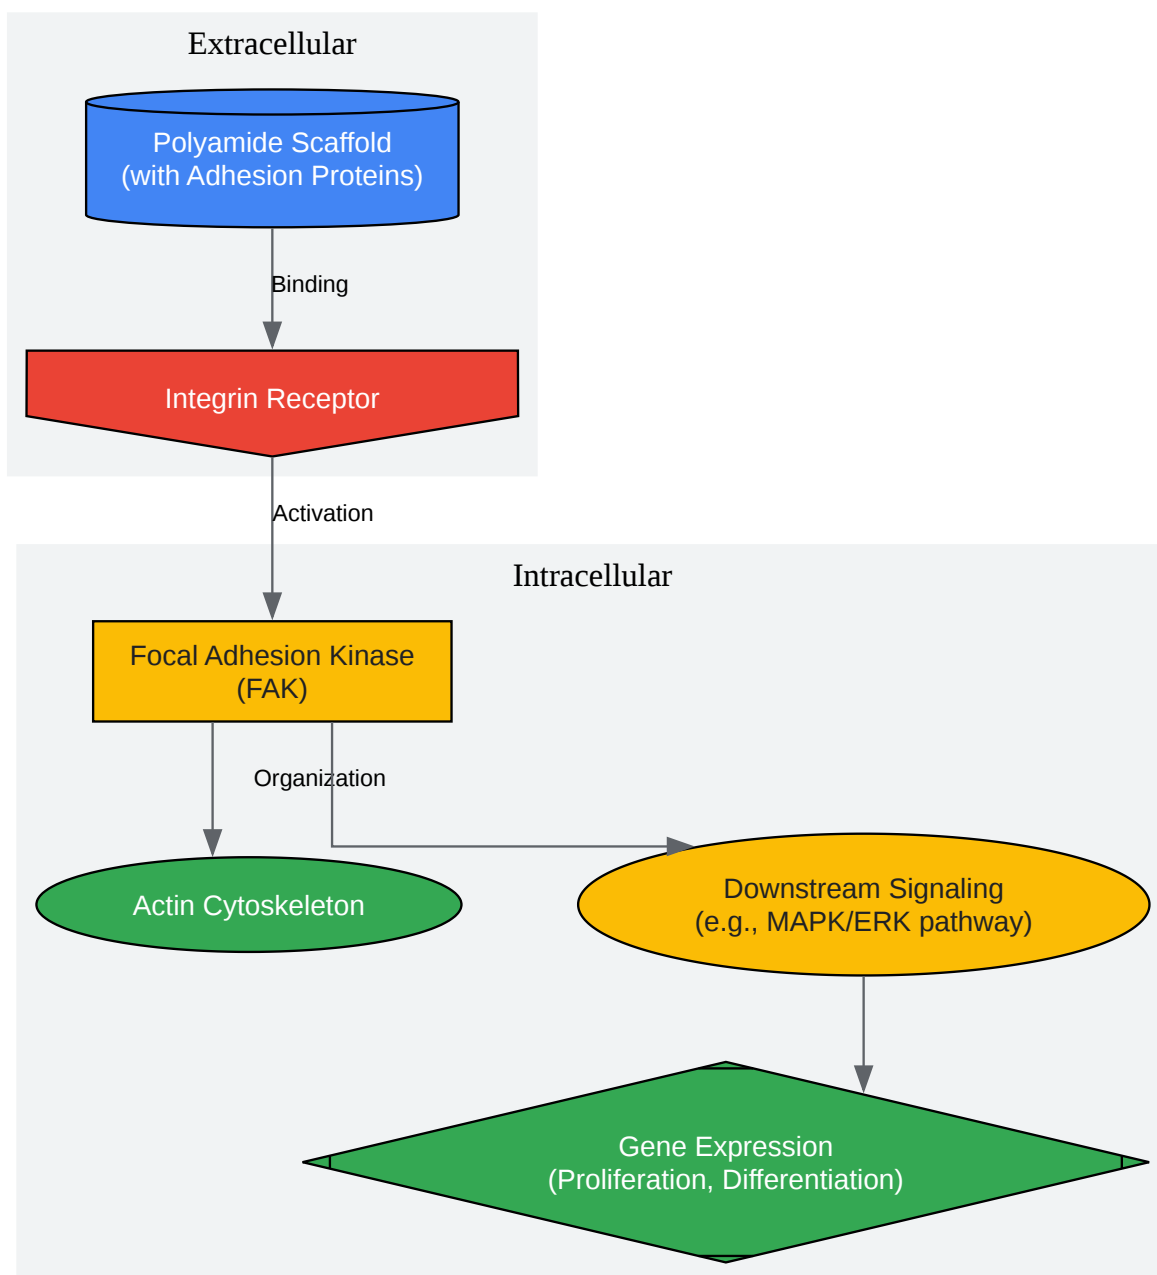 Extracellular
Polyamide Scaffold
(with Adhesion Proteins)
Binding
Integrin Receptor
Activation
Intracellular
Focal Adhesion Kinase
(FAK)
Organization
Actin Cytoskeleton
Downstream Signaling
(e.g., MAPK/ERK pathway)
Gene Expression
(Proliferation, Differentiation)